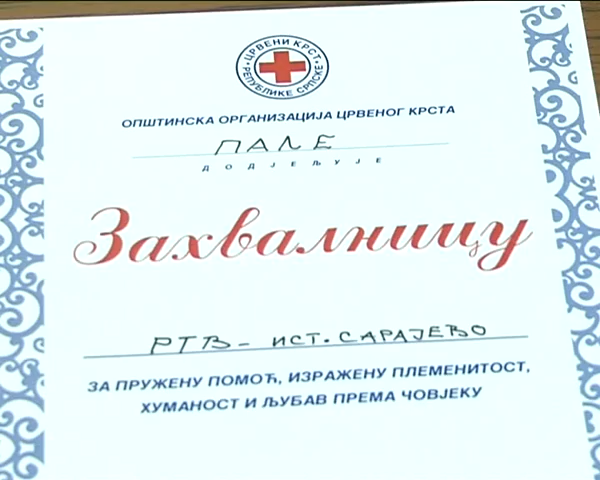 ЦРВЕНИ КРСТ
РЕПУБЛИКЕ СРПСКЕ
ОПШТИНСКА ОРГАНИЗАЦИЈА ЦРВЕНОГ КРСТА
ПАЛЕ
ДОДЈЕЉУЈЕ
Захвалницу
РТВ - ИСТ. САРАЈЕВО
ЗА ПРУЖЕНУ ПОМОЋ, ИЗРАЖЕНУ ПЛЕМЕНИТОСТ,
ХУМАНОСТ И ЉУБАВ ПРЕМА ЧОВЈЕКУ